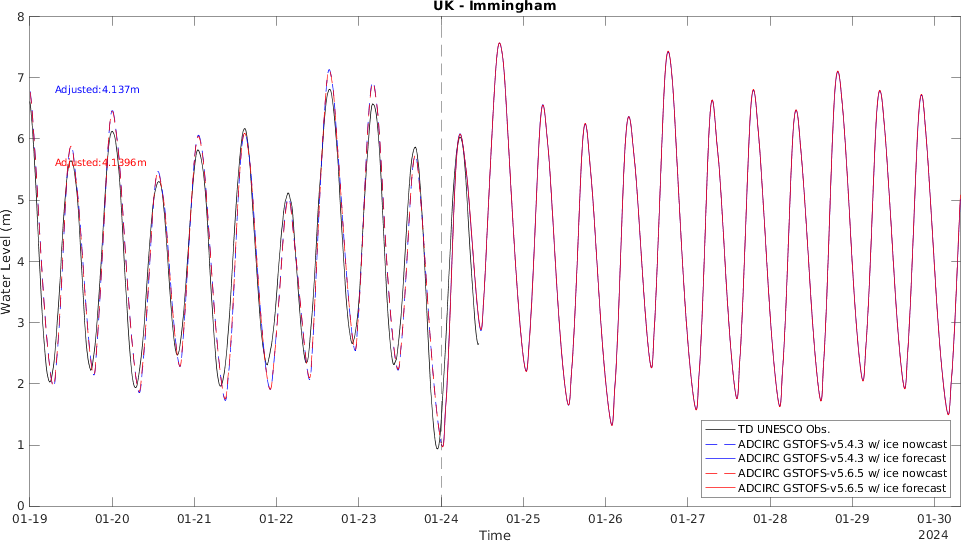 UK - Immingham
8
7
6
5
4
3
2
1
0
Water Level (m)
Adjusted:4.137m
Adjusted:4.1396m
TD UNESCO Obs.
ADCIRC GSTOFS-v5.4.3 w/ ice nowcast
ADCIRC GSTOFS-v5.4.3 w/ ice forecast
ADCIRC GSTOFS-v5.6.5 w/ ice nowcast
ADCIRC GSTOFS-v5.6.5 w/ ice forecast
01-19 01-20 01-21 01-22 01-23 01-24 01-25 01-26 01-27 01-28 01-29 01-30
Time
2024